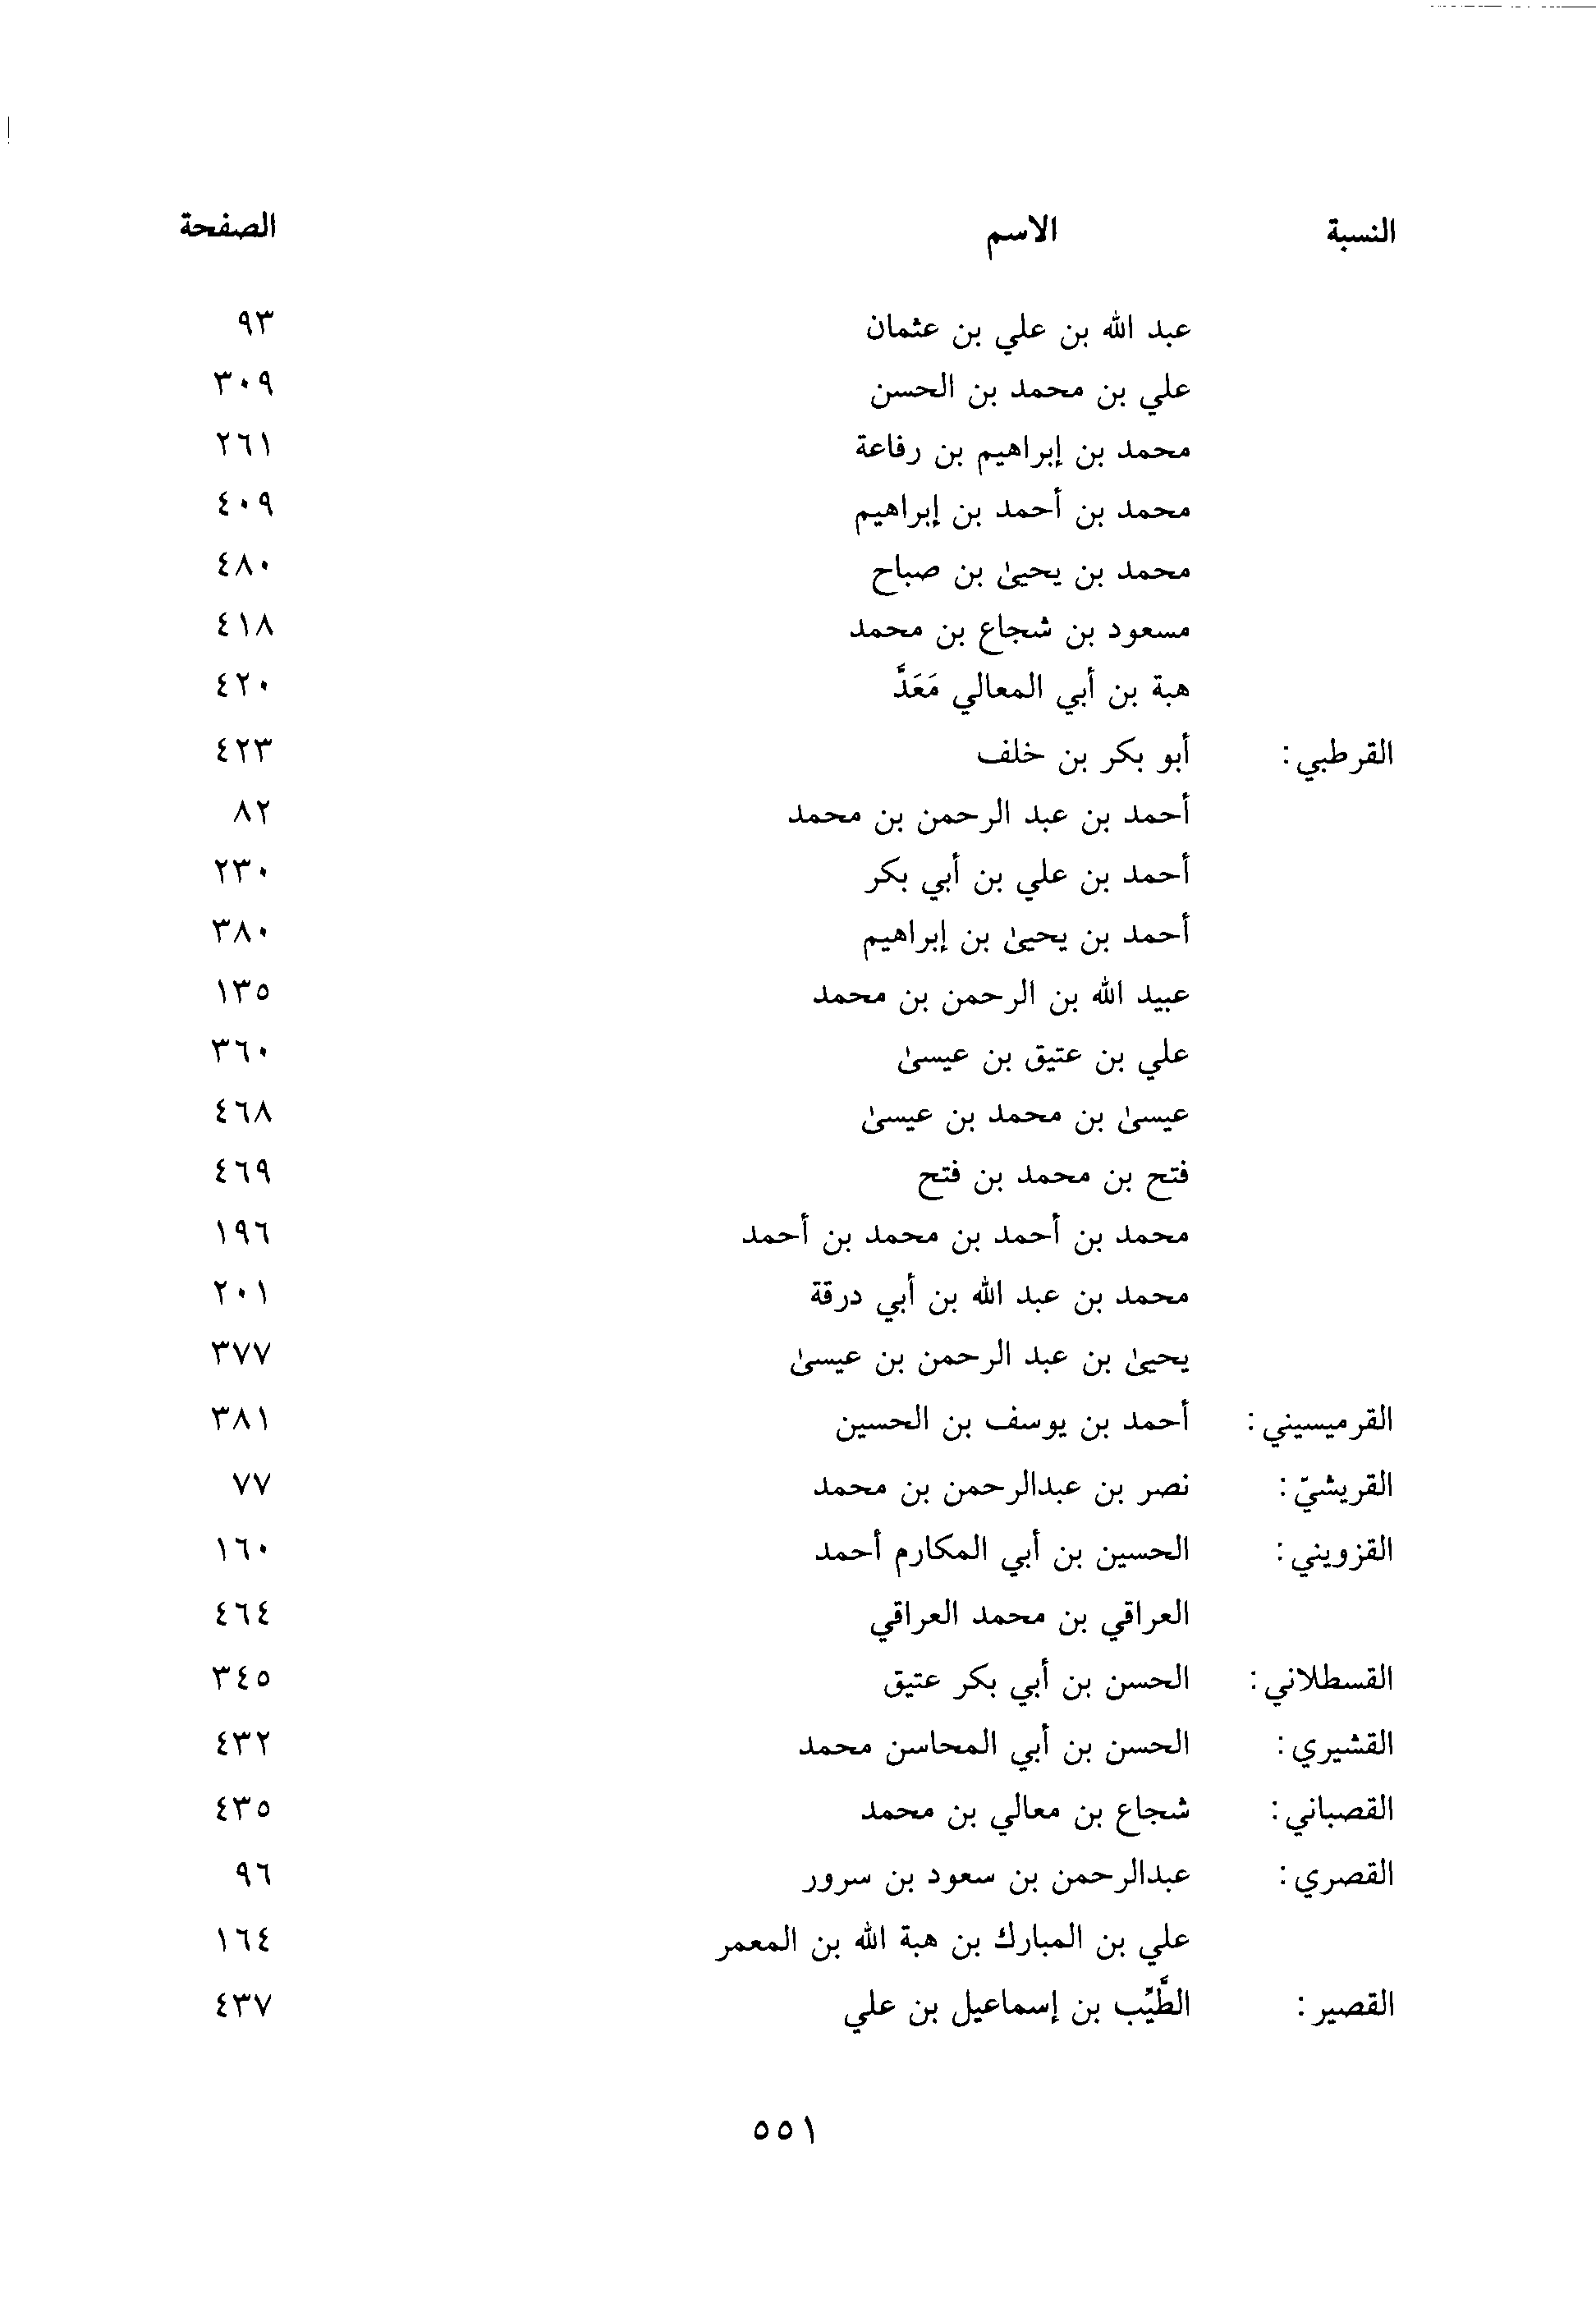 النسبة الاسم الصفحة
عبد الله بن علي بن عثمان ٩٣
علي بن محمد بن الحسن ٣٠٩
محمد بن إبراهيم بن رفاعة ٢٦١
محمد بن أحمد بن إبراهيم ٤٠٩
محمد بن يحيىٰ بن صباح ٤٨٠
مسعود بن شجاع بن محمد ٤١٨
هبة بن أبي المعالي مَعَدَّ ٤٢٠
القرطبي : أبو بكر بن خلف ٤٢٣
أحمد بن عبد الرحمن بن محمد ٨٢
أحمد بن علي بن أبي بكر ٢٣٠
أحمد بن يحيىٰ بن إبراهيم ٣٨٠
عبيد الله بن الرحمن بن محمد ١٣٥
علي بن عتيق بن عيسىٰ ٣٦٠
عيسىٰ بن محمد بن عيسىٰ ٤٦٨
فتح بن محمد بن فتح ٤٦٩
محمد بن أحمد بن محمد بن أحمد ١٩٦
محمد بن عبد الله بن أبي درقة ٢٠١
يحيىٰ بن عبد الرحمن بن عيسىٰ ٣٧٧
القرميسيني : أحمد بن يوسف بن الحسين ٣٨١
القريشيّ : نصر بن عبدالرحمن بن محمد ٧٧
القزويني : الحسين بن أبي المكارم أحمد ١٦٠
العراقي بن محمد العراقي ٤٦٤
القسطلاني : الحسن بن أبي بكر عتيق ٣٤٥
القشيري : الحسن بن أبي المحاسن محمد ٤٣٢
القصباني : شجاع بن معالي بن محمد ٤٣٥
القصري : عبدالرحمن بن سعود بن سرور ٩٦
علي بن المبارك بن هبة الله بن المعمر ١٦٤
القصير : الطَّيِّب بن إسماعيل بن علي ٤٣٧
٥٥١